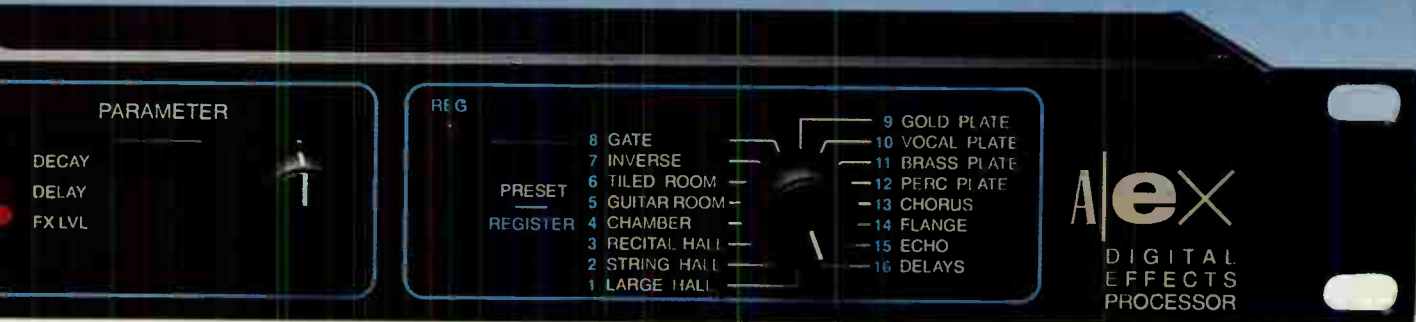 PARAMETER
DECAY
DELAY
FX LVL
REG
PRESET
REGISTER
8 GATE
7 INVERSE
6 TILED ROOM
5 GUITAR ROOM
4 CHAMBER
3 RECITAL HALL
2 STRING HALL
1 LARGE HALL
9 GOLD PLATE
10 VOCAL PLATE
11 BRASS PLATE
12 PERC PLATE
13 CHORUS
14 FLANGE
15 ECHO
16 DELAYS
Alex
DIGITAL
EFFECTS
PROCESSOR